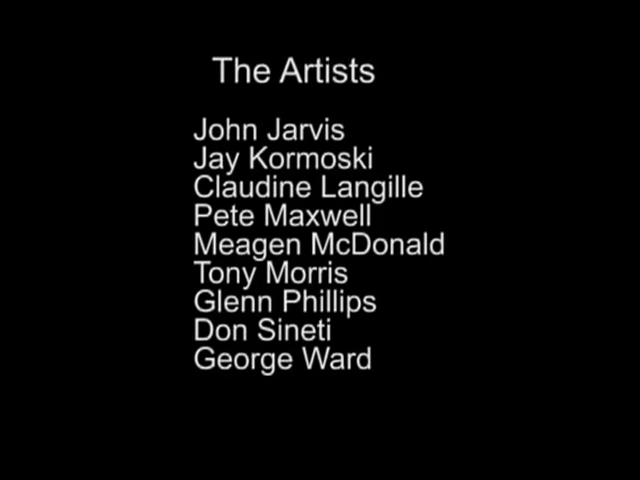 The Artists
John Jarvis
Jay Kormoski
Claudine Langille
Pete Maxwell
Meagen McDonald
Tony Morris
Glenn Phillips
Don Sineti
George Ward